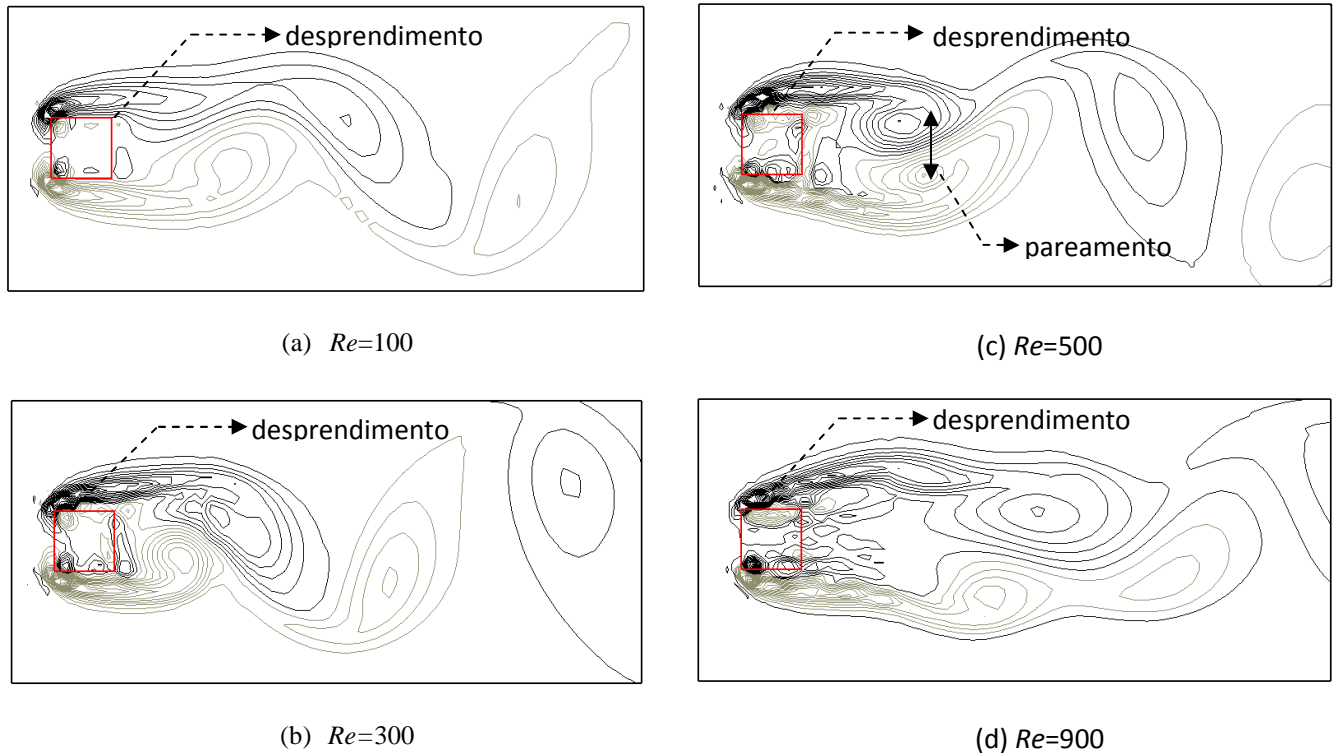 desprendimento
(a) Re=100
desprendimento
pareamento
(c) Re=500
desprendimento
(b) Re=300
desprendimento
(d) Re=900